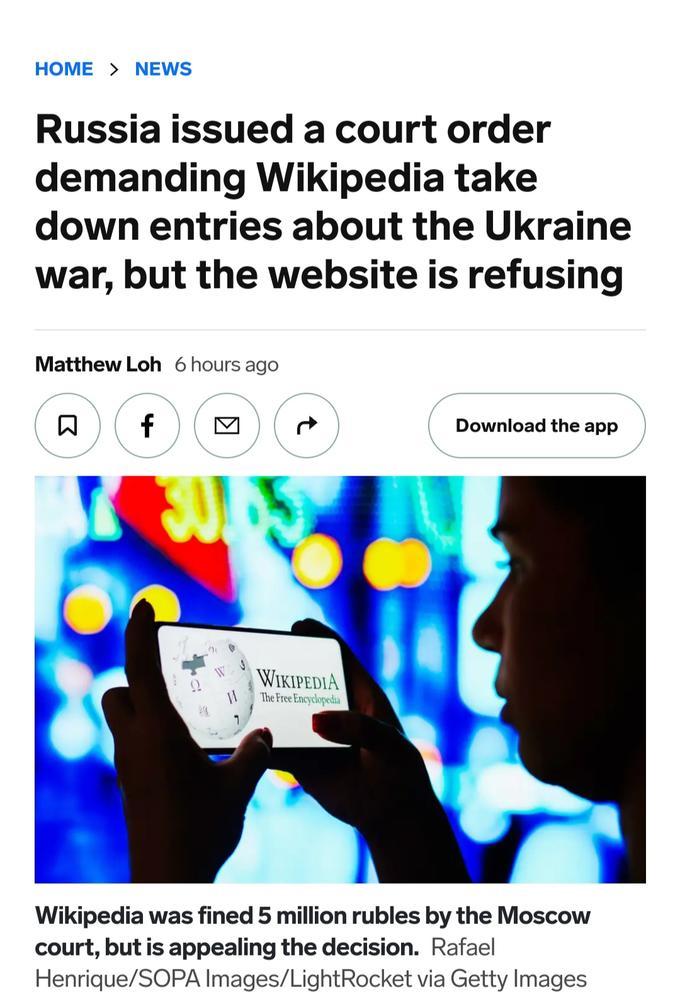 HOME > NEWS
Russia issued a court order
demanding Wikipedia take
down entries about the Ukraine
war, but the website is refusing
Matthew Loh 6 hours ago
f
Download the app
Ω W И 7
WIKIPEDIA
The Free Encyclopedia
Wikipedia was fined 5 million rubles by the Moscow
court, but is appealing the decision. Rafael
Henrique/SOPA Images/LightRocket via Getty Images